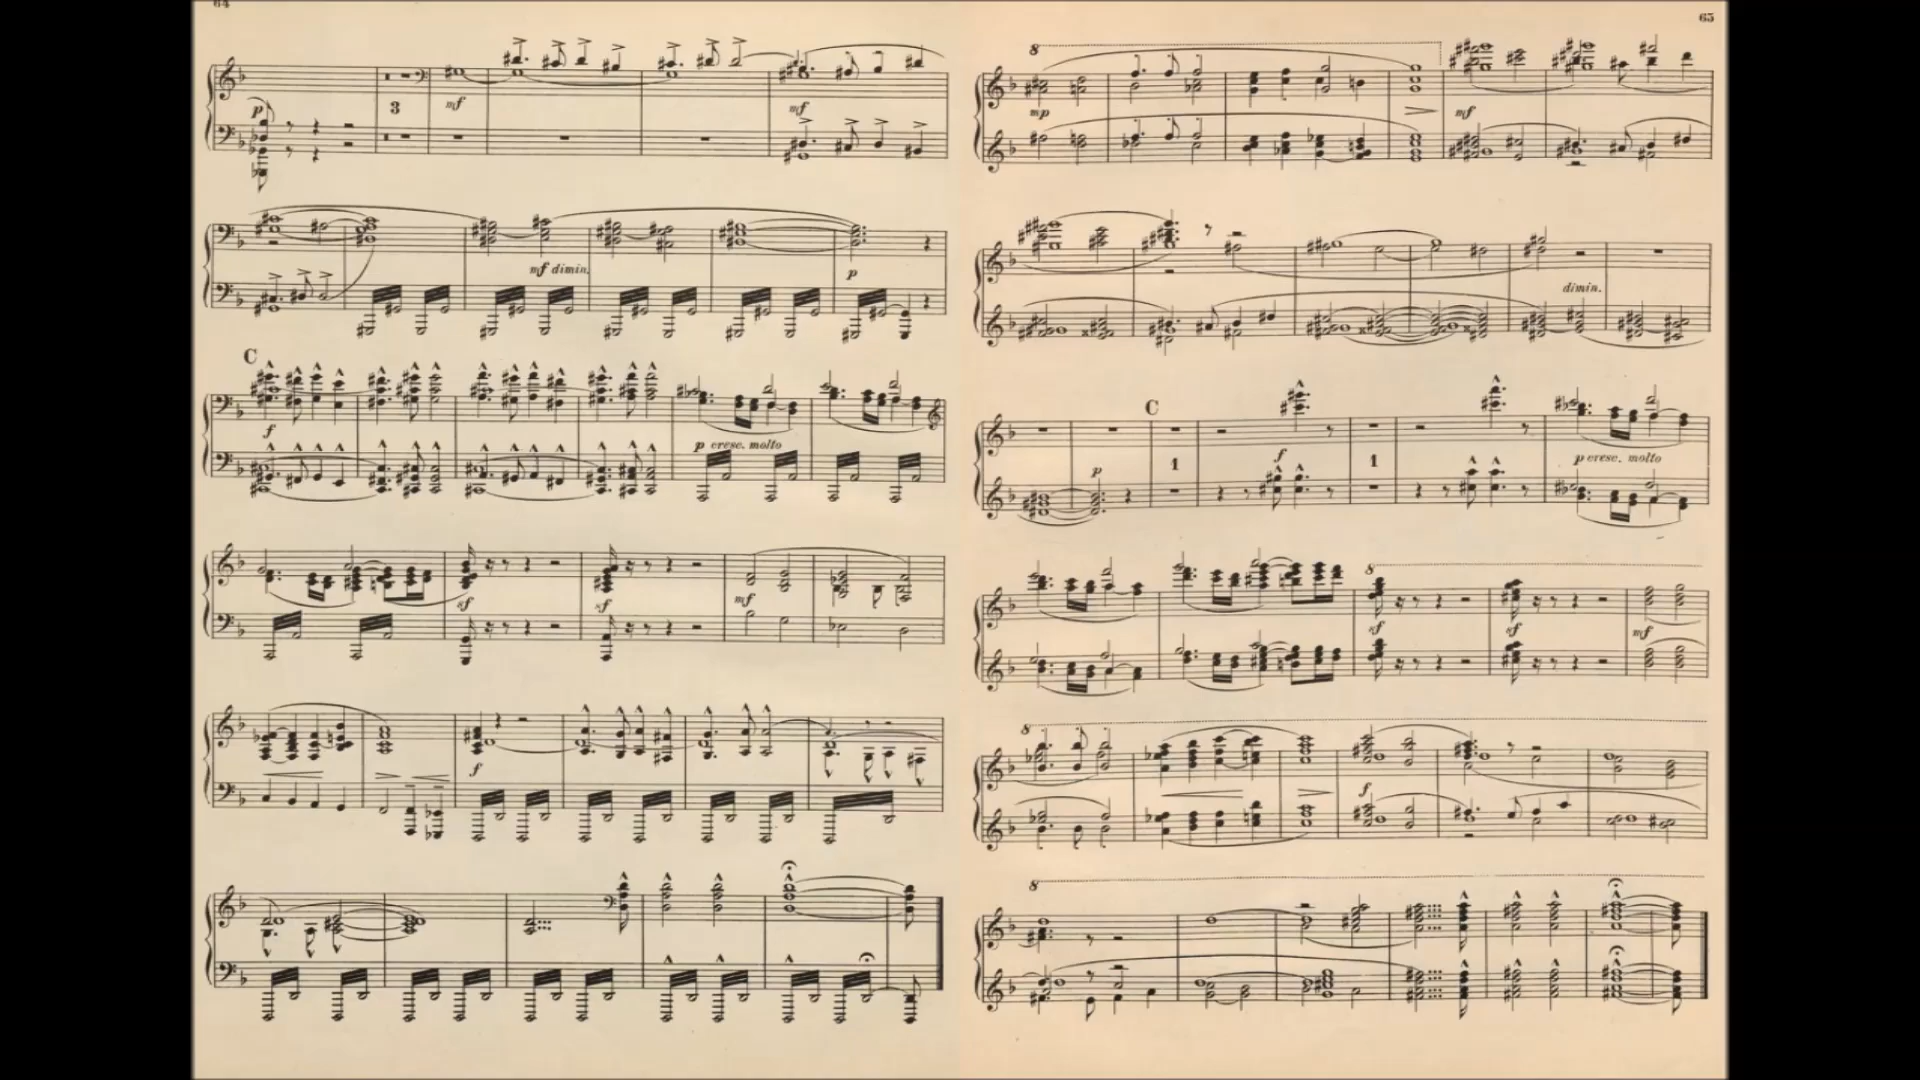 64
p
3
mf
mf
mf dimin.
p
C
f
p cresc. molto
sf
sf
mf
f
65
8
mp
mf
dimin.
p
C
1
f
1
p cresc. molto
8
sf
sf
mf
8
f
8